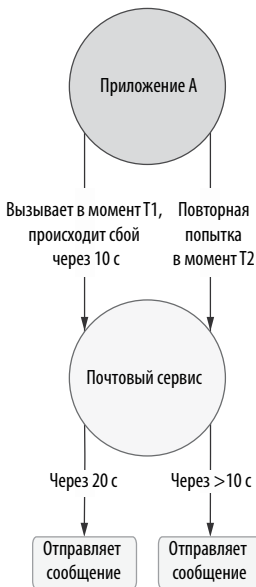 Приложение А
Вызывает в момент T1,
происходит сбой
через 10 с
Повторная
попытка
в момент T2
Почтовый сервис
Через 20 с
Через >10 с
Отправляет
сообщение
Отправляет
сообщение